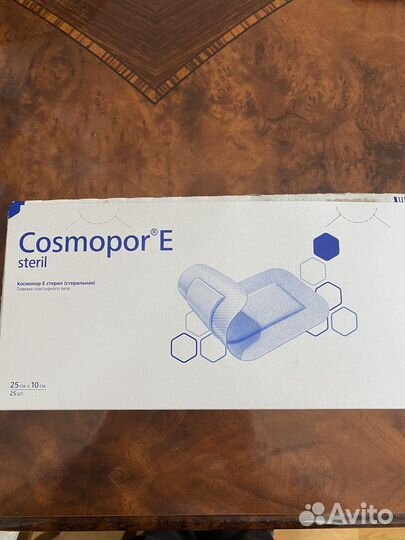 Cosmopor® E
steril
Космопор Е стерил (стерильная)
Повязка пластырного типа
25 см x 10 см
25 шт.
Avito